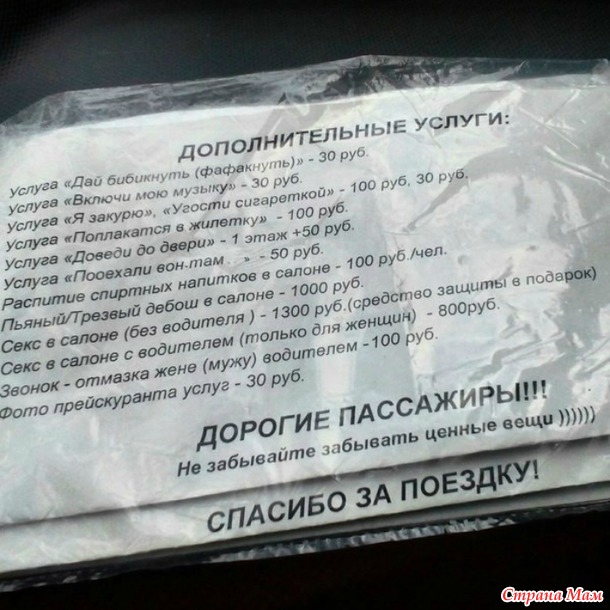 ДОПОЛНИТЕЛЬНЫЕ УСЛУГИ:
Услуга «Дай бибикнуть (фафакнуть)» - 30 руб.
Услуга «Включи мою музыку» - 30 руб.
Услуга «Я закурю», «Угости сигареткой» - 100 руб, 30 руб.
Услуга «Поплакатся в жилетку» - 100 руб.
Услуга «Доведи до двери» - 1 этаж +50 руб.
Услуга «Пооехали вон.там . » - 50 руб.
Распитие спиртных напитков в салоне - 100 руб./чел.
Пьяный/Трезвый дебош в салоне - 1000 руб.
Секс в салоне (без водителя ) - 1300 руб.(средство защиты в подарок)
Секс в салоне с водителем (только для женщин) - 800руб.
Звонок - отмазка жене (мужу) водителем -100 руб.
Фото прейскуранта услуг - 30 руб.
ДОРОГИЕ ПАССАЖИРЫ!!!
Не забывайте забывать ценные вещи ))))))
СПАСИБО ЗА ПОЕЗДКУ!
Страна Мам